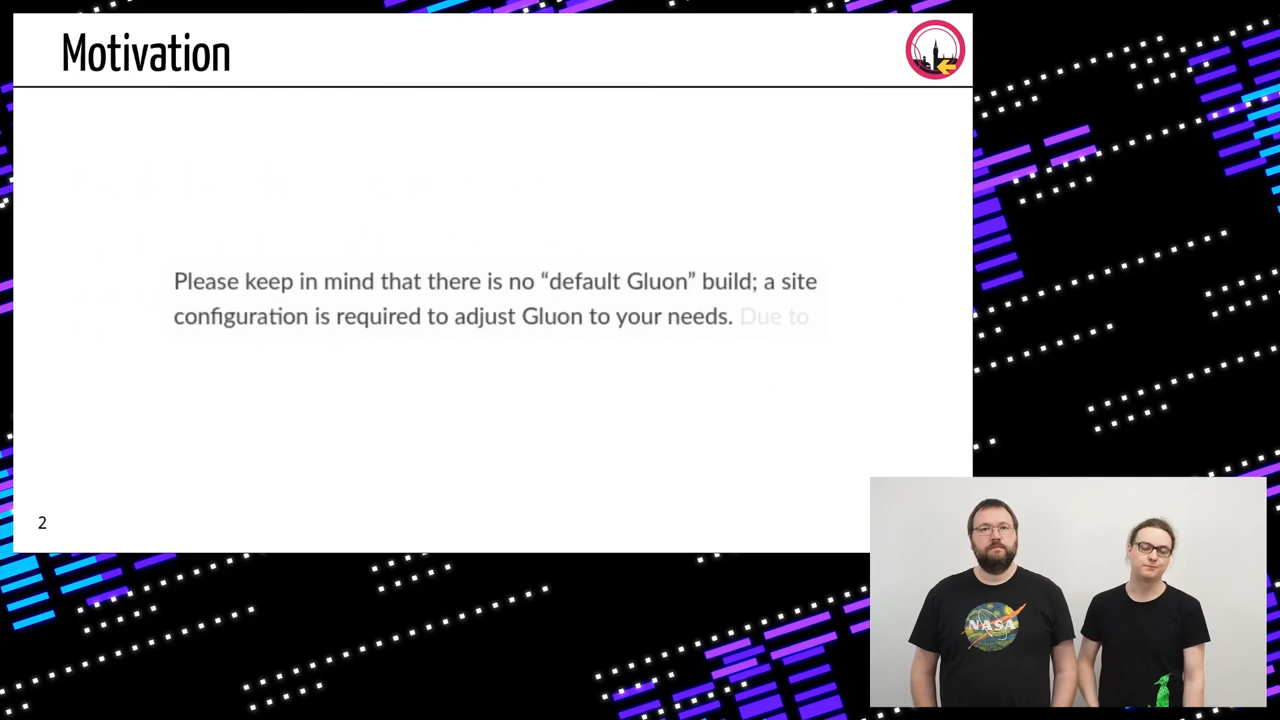 Motivation
Please keep in mind that there is no “default Gluon” build; a site
configuration is required to adjust Gluon to your needs. Due to
2
NASA